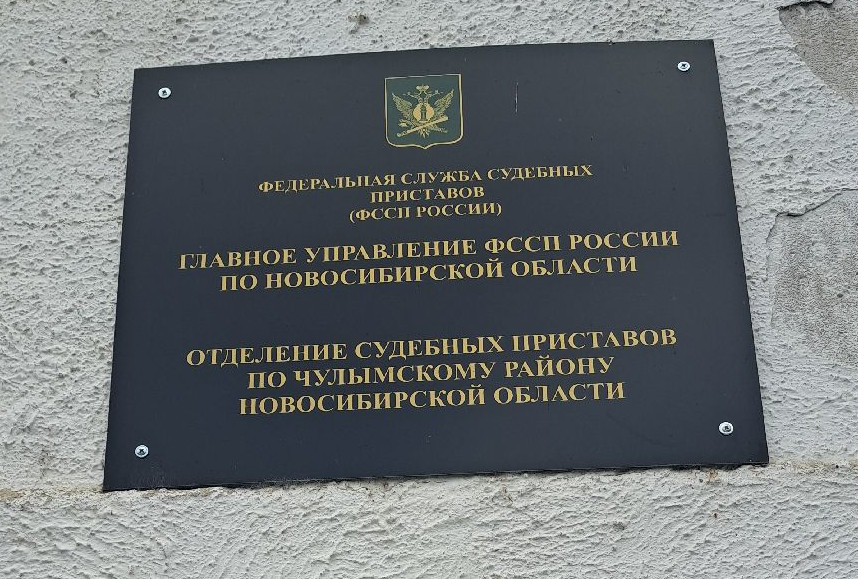 ФЕДЕРАЛЬНАЯ СЛУЖБА СУДЕБНЫХ
ПРИСТАВОВ
(ФССП РОССИИ)
ГЛАВНОЕ УПРАВЛЕНИЕ ФССП РОССИИ
ПО НОВОСИБИРСКОЙ ОБЛАСТИ
ОТДЕЛЕНИЕ СУДЕБНЫХ ПРИСТАВОВ
ПО ЧУЛЫМСКОМУ РАЙОНУ
НОВОСИБИРСКОЙ ОБЛАСТИ